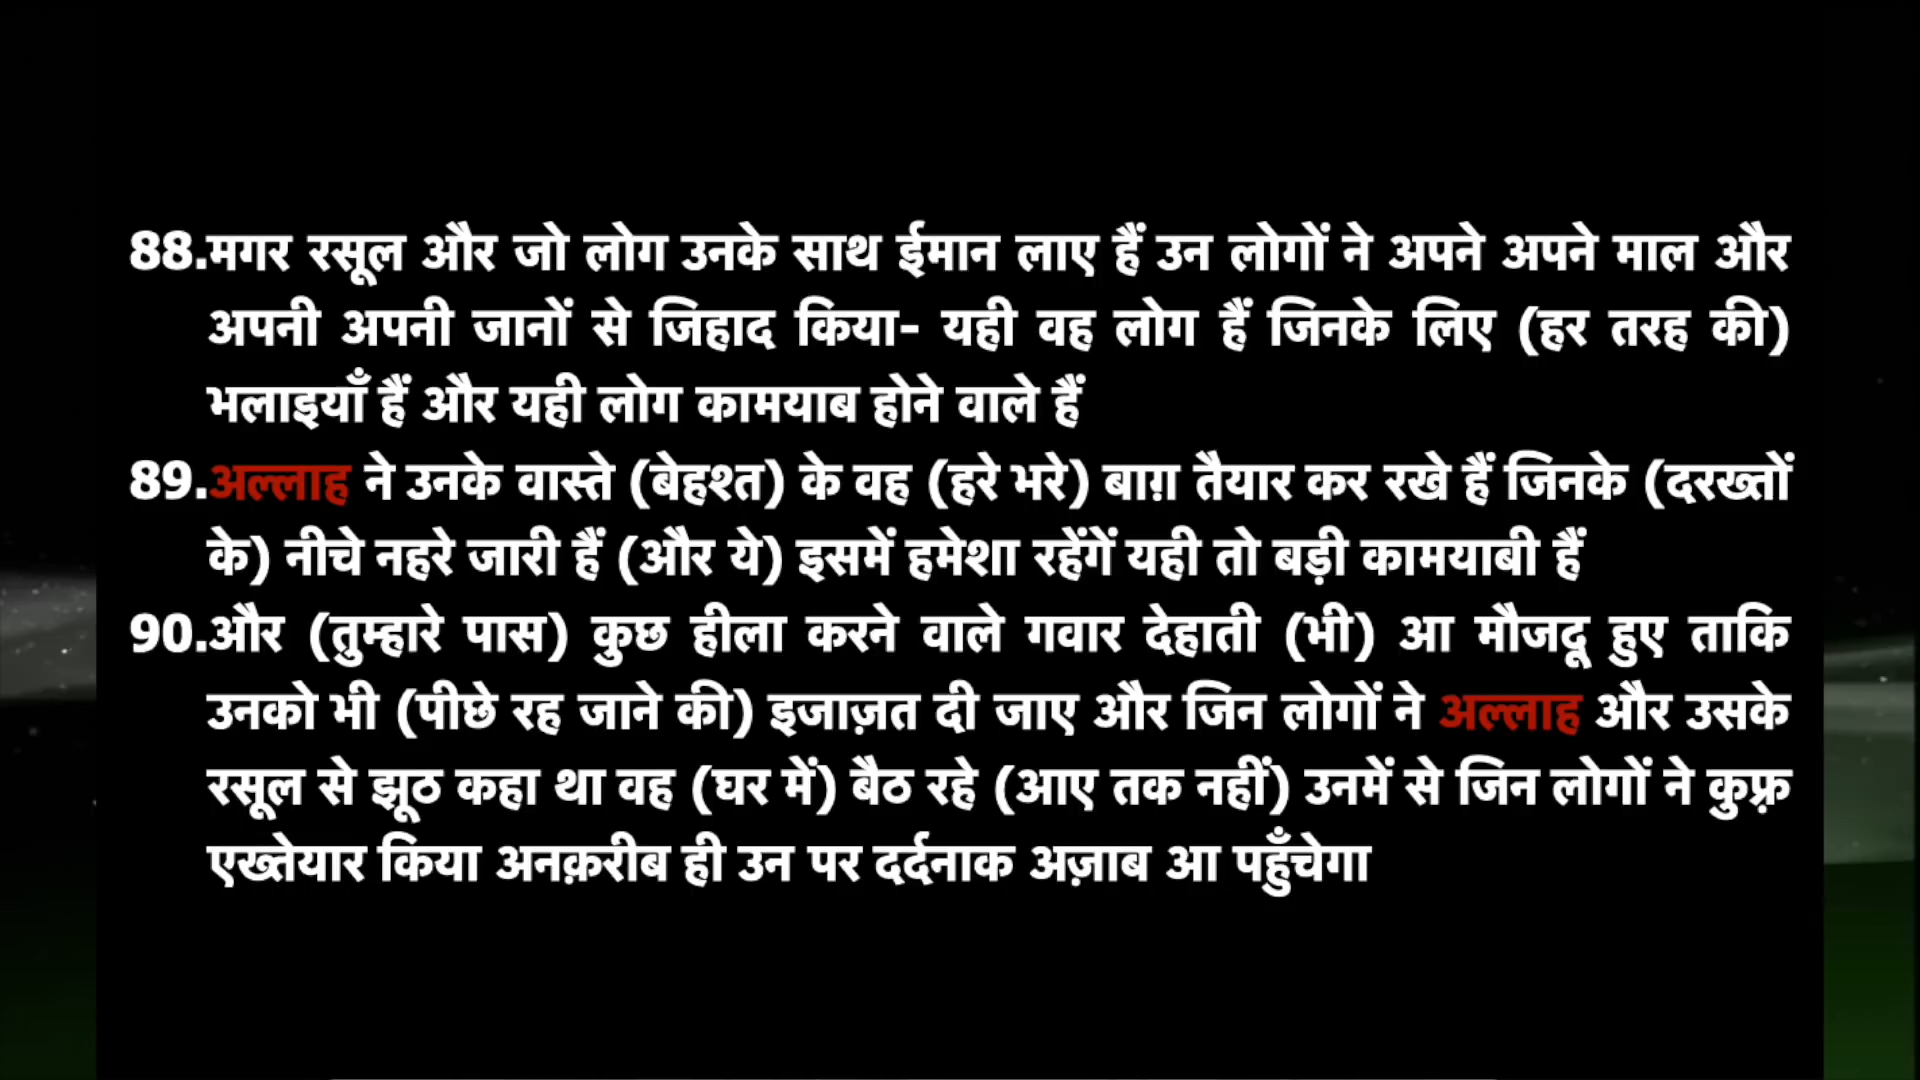 88.मगर रसूल और जो लोग उनके साथ ईमान लाए हैं उन लोगों ने अपने अपने माल और
अपनी अपनी जानों से जिहाद किया- यही वह लोग हैं जिनके लिए (हर तरह की)
भलाइयाँ हैं और यही लोग कामयाब होने वाले हैं
89.अल्लाह ने उनके वास्ते (बेहश्त) के वह (हरे भरे) बाग़ तैयार कर रखे हैं जिनके (दरख्तों
के) नीचे नहरे जारी हैं (और ये) इसमें हमेशा रहेंगें यही तो बड़ी कामयाबी हैं
90.और (तुम्हारे पास) कुछ हीला करने वाले गवार देहाती (भी) आ मौजदू हुए ताकि
उनको भी (पीछे रह जाने की) इजाज़त दी जाए और जिन लोगों ने अल्लाह और उसके
रसूल से झूठ कहा था वह (घर में) बैठ रहे (आए तक नहीं) उनमें से जिन लोगों ने कुफ़्र
एख्तेयार किया अनक़रीब ही उन पर दर्दनाक अज़ाब आ पहुँचेगा